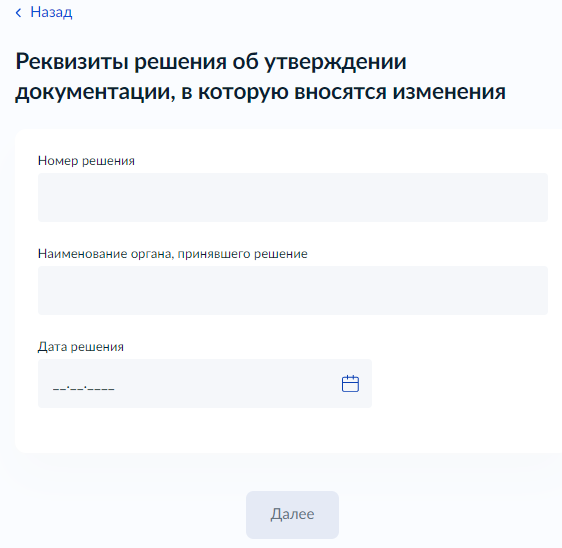 Назад
Реквизиты решения об утверждении
документации, в которую вносятся изменения
Номер решения
Наименование органа, принявшего решение
Дата решения
__.__.____
Далее